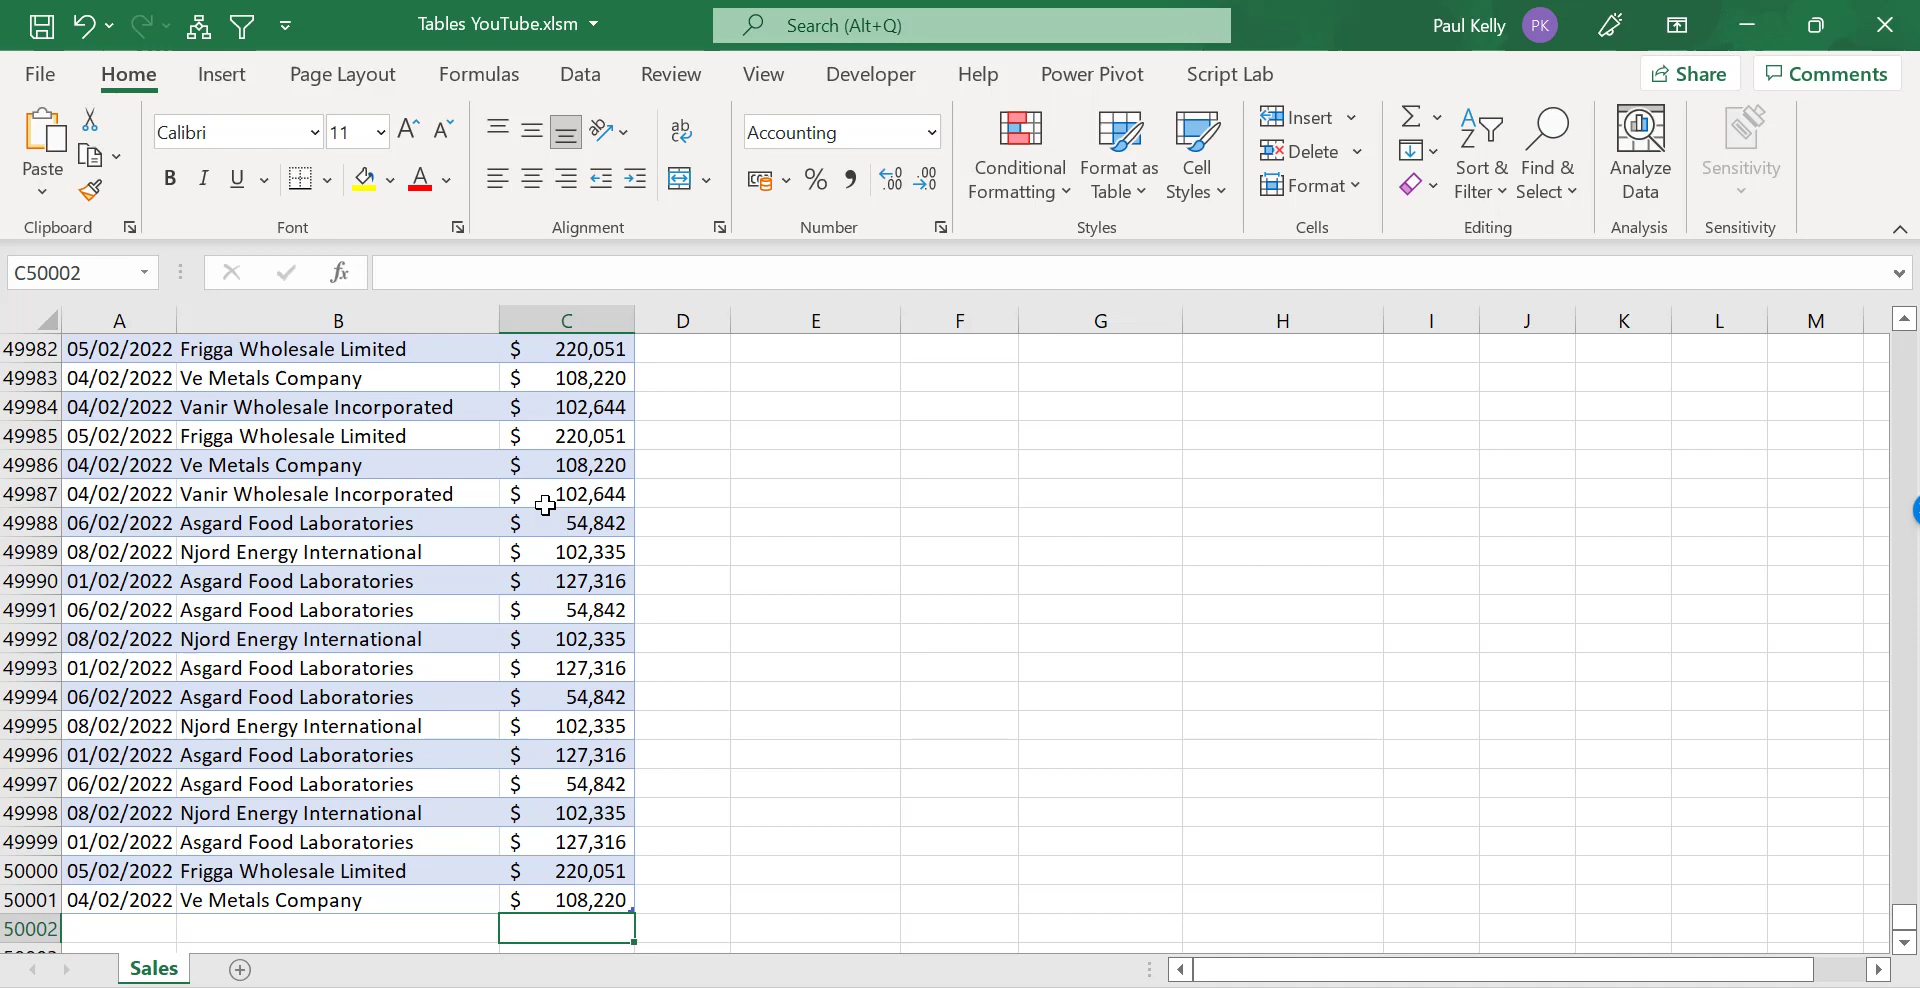 Tables YouTube.xlsm
Search (Alt+Q)
Paul Kelly PK
File Home Insert Page Layout Formulas Data Review View Developer Help Power Pivot Script Lab Share Comments
Calibri 11 Accounting
Paste
B I U
Conditional Formatting
Format as Table
Cell Styles
Insert
Delete
Format
Sort & Filter
Find & Select
Analyze Data
Sensitivity
Clipboard Font Alignment Number Styles Cells Editing Analysis Sensitivity
C50002 fx
A B C D E F G H I J K L M
49982 05/02/2022 Frigga Wholesale Limited $ 220,051
49983 04/02/2022 Ve Metals Company $ 108,220
49984 04/02/2022 Vanir Wholesale Incorporated $ 102,644
49985 05/02/2022 Frigga Wholesale Limited $ 220,051
49986 04/02/2022 Ve Metals Company $ 108,220
49987 04/02/2022 Vanir Wholesale Incorporated $ 102,644
49988 06/02/2022 Asgard Food Laboratories $ 54,842
49989 08/02/2022 Njord Energy International $ 102,335
49990 01/02/2022 Asgard Food Laboratories $ 127,316
49991 06/02/2022 Asgard Food Laboratories $ 54,842
49992 08/02/2022 Njord Energy International $ 102,335
49993 01/02/2022 Asgard Food Laboratories $ 127,316
49994 06/02/2022 Asgard Food Laboratories $ 54,842
49995 08/02/2022 Njord Energy International $ 102,335
49996 01/02/2022 Asgard Food Laboratories $ 127,316
49997 06/02/2022 Asgard Food Laboratories $ 54,842
49998 08/02/2022 Njord Energy International $ 102,335
49999 01/02/2022 Asgard Food Laboratories $ 127,316
50000 05/02/2022 Frigga Wholesale Limited $ 220,051
50001 04/02/2022 Ve Metals Company $ 108,220
50002
Sales